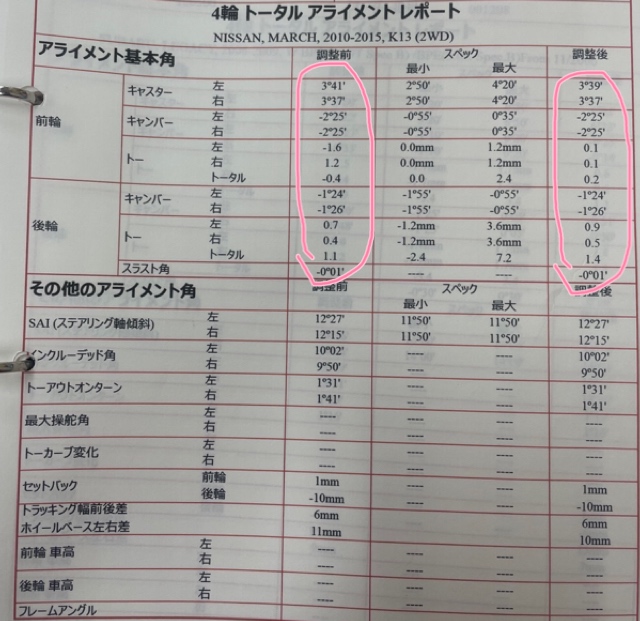 4輪 トータル アライメント レポート
NISSAN, MARCH, 2010-2015, K13 (2WD)
アライメント基本角 調整前 スペック 調整後
最小 最大
前輪 キャスター 左 3°41' 2°50' 4°20' 3°39'
右 3°37' 2°50' 4°20' 3°37'
キャンバー 左 -2°25' -0°55' 0°35' -2°25'
右 -2°25' -0°55' 0°35' -2°25'
トー 左 -1.6 0.0mm 1.2mm 0.1
右 1.2 0.0mm 1.2mm 0.1
トータル -0.4 0.0 2.4 0.2
後輪 キャンバー 左 -1°24' -1°55' -0°55' -1°24'
右 -1°26' -1°55' -0°55' -1°26'
トー 左 0.7 -1.2mm 3.6mm 0.9
右 0.4 -1.2mm 3.6mm 0.5
トータル 1.1 -2.4 7.2 1.4
スラスト角 -0°01' ---- ---- -0°01'
その他のアライメント角 調整前 スペック 調整後
最小 最大
SAI (ステアリング軸傾斜) 左 12°27' 11°50' 11°50' 12°27'
右 12°15' 11°50' 11°50' 12°15'
インクルーデッド角 左 10°02' ---- ---- 10°02'
右 9°50' ---- ---- 9°50'
トーアウトオンターン 左 1°31' ---- ---- 1°31'
右 1°41' ---- ---- 1°41'
最大操舵角 左 ---- ---- ---- ----
右 ---- ---- ---- ----
トーカーブ変化 左 ---- ---- ---- ----
右 ---- ---- ---- ----
セットバック 前輪 1mm ---- ---- 1mm
後輪 -10mm ---- ---- -10mm
トラッキング幅前後差 6mm ---- ---- 6mm
ホイールベース左右差 11mm ---- ---- 10mm
前輪 車高 左 ---- ---- ---- ----
右 ---- ---- ---- ----
後輪 車高 左 ---- ---- ---- ----
右 ---- ---- ---- ----
フレームアングル